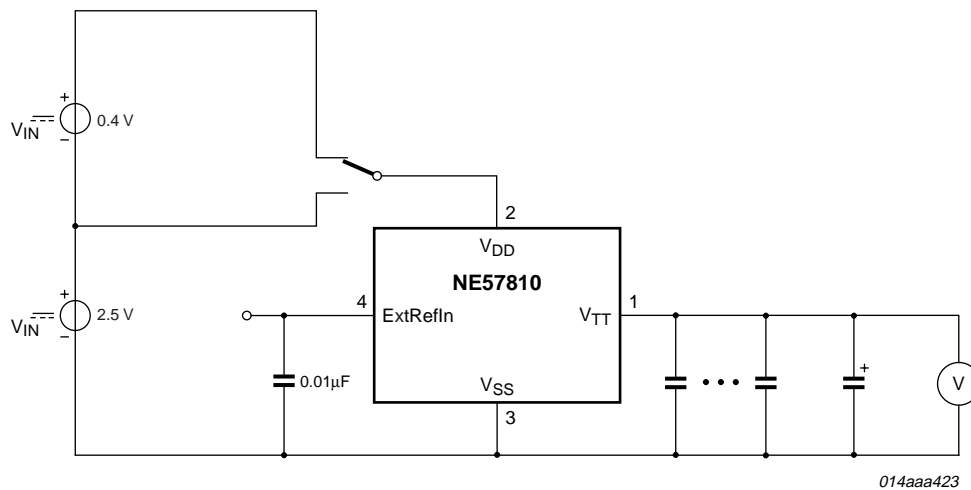 +
VIN
0.4 V
−
2
VDD
NE57810
+
VIN
2.5 V
−
4
ExtRefIn
VTT
1
0.01μF
+
V
VSS
3
014aaa423